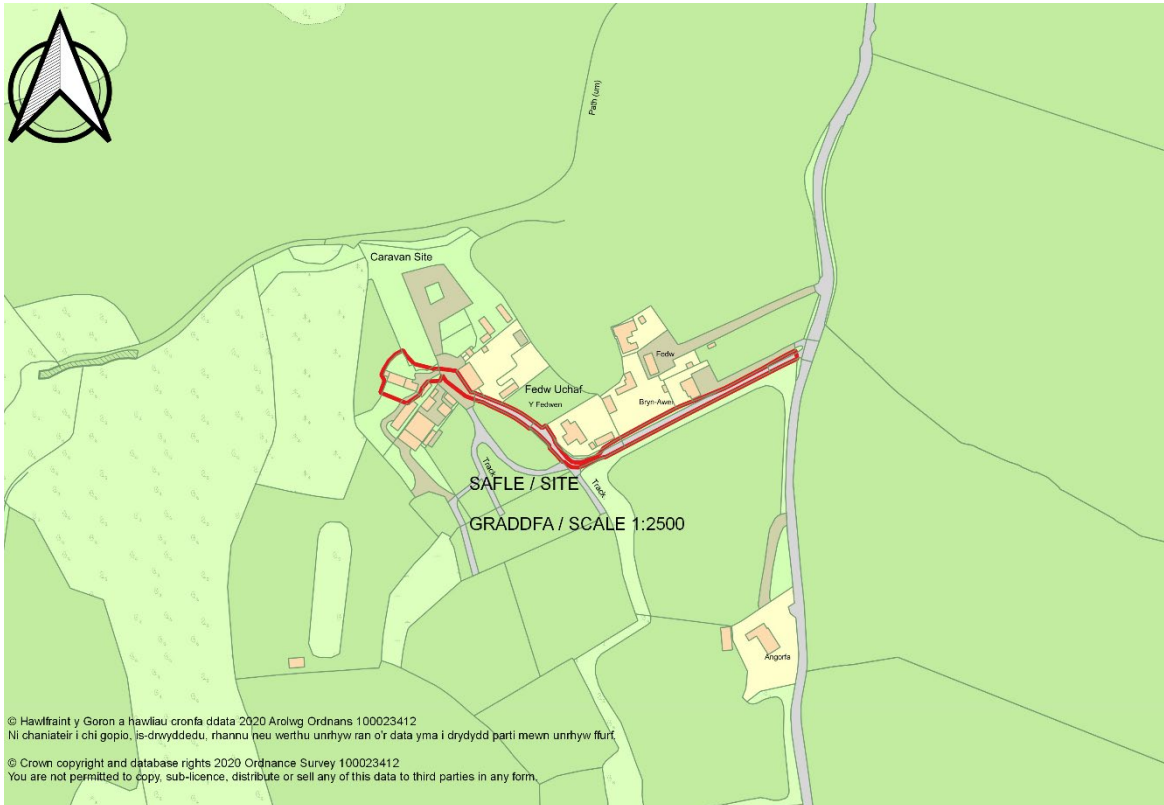 Path (um)
Caravan Site
Fedw
Fedw Uchaf
Bryn-Awel
Y Fedwen
Track
Track
SAFLE / SITE
GRADDFA / SCALE 1:2500
Angorfa
© Hawlfraint y Goron a hawliau cronfa ddata 2020 Arolwg Ordnans 100023412
Ni chaniateir i chi gopio, is-drwyddedu, rhannu neu werthu unrhyw ran o'r data yma i drydydd parti mewn unrhyw ffurf.
© Crown copyright and database rights 2020 Ordnance Survey 100023412
You are not permitted to copy, sub-licence, distribute or sell any of this data to third parties in any form.